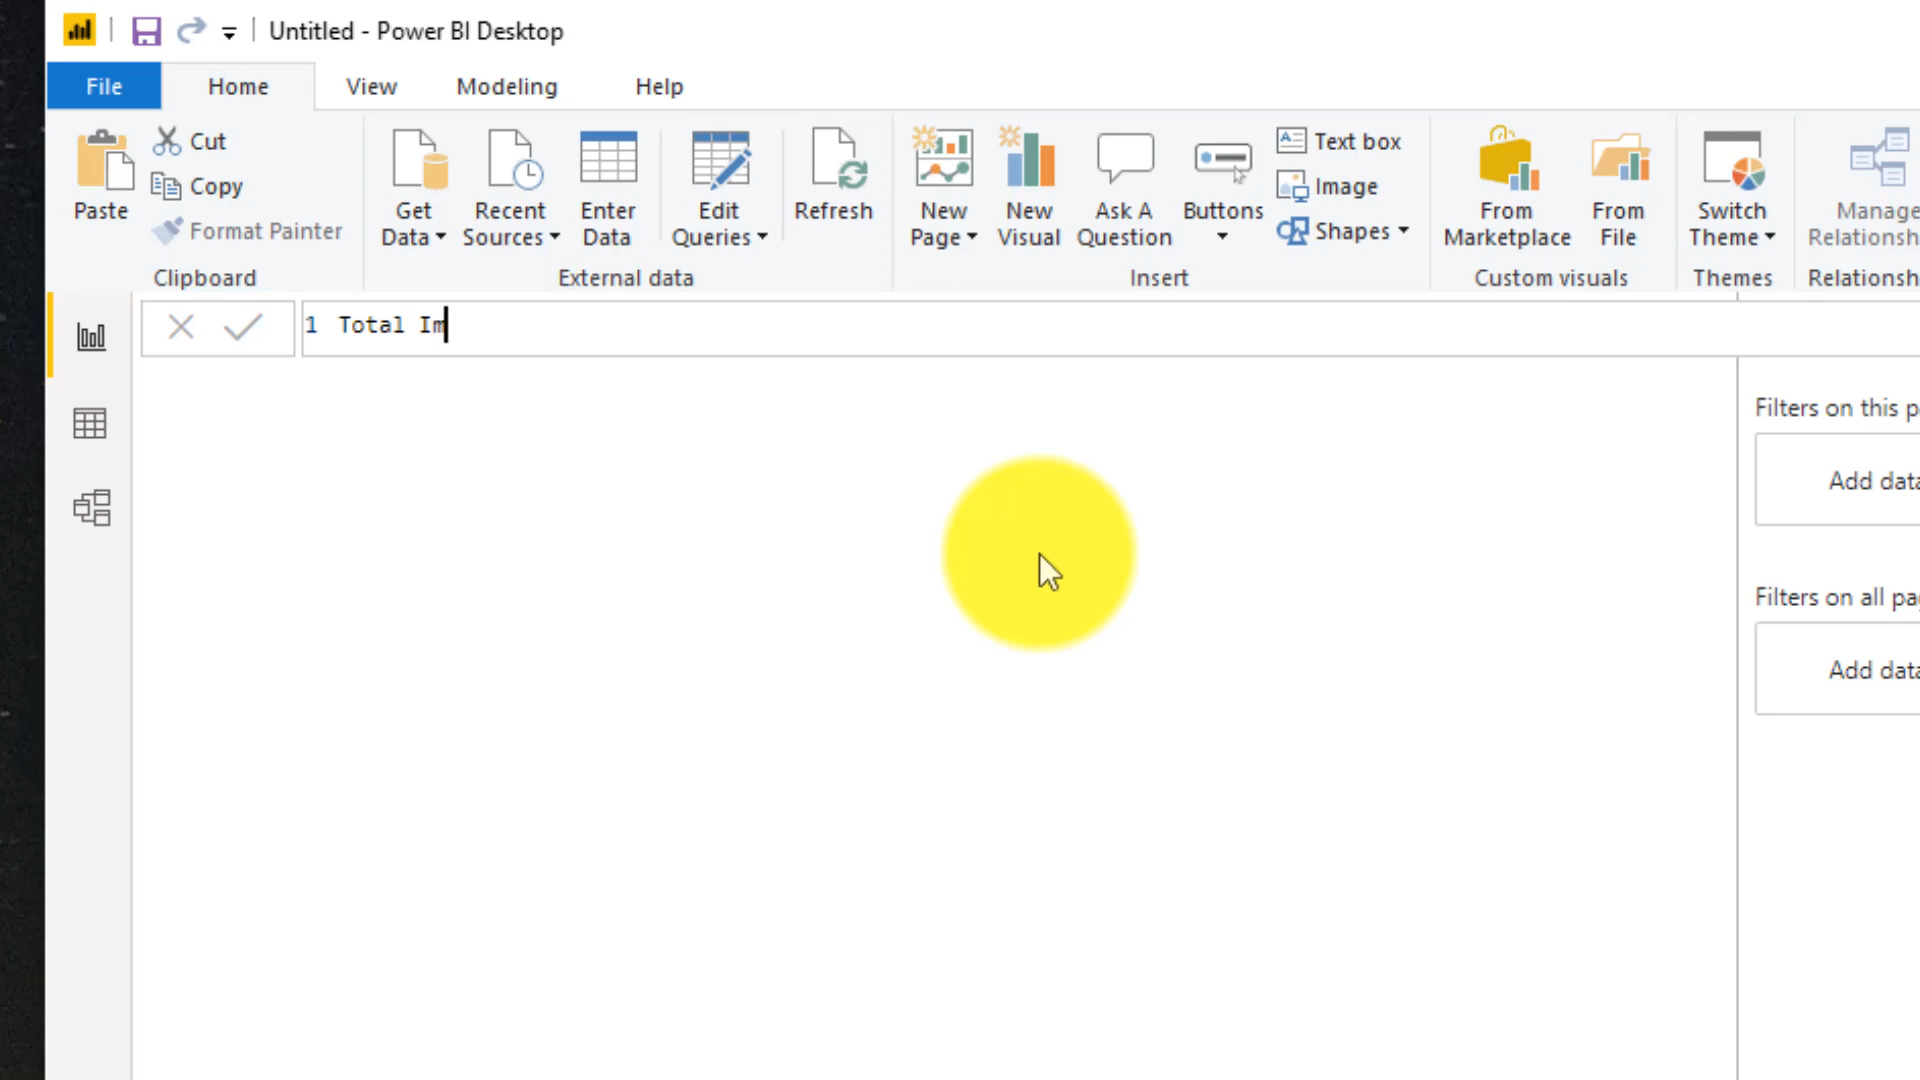 Untitled - Power BI Desktop
File Home View Modeling Help
Paste
Cut
Copy
Format Painter
Clipboard
Get Data
Recent Sources
Enter Data
Edit Queries
Refresh
External data
New Page
New Visual
Ask A Question
Buttons
Text box
Image
Shapes
Insert
From Marketplace
From File
Custom visuals
Switch Theme
Themes
Manage
Relationsh
Relationsh
1 Total Im
Filters on this p
Add data
Filters on all pa
Add data